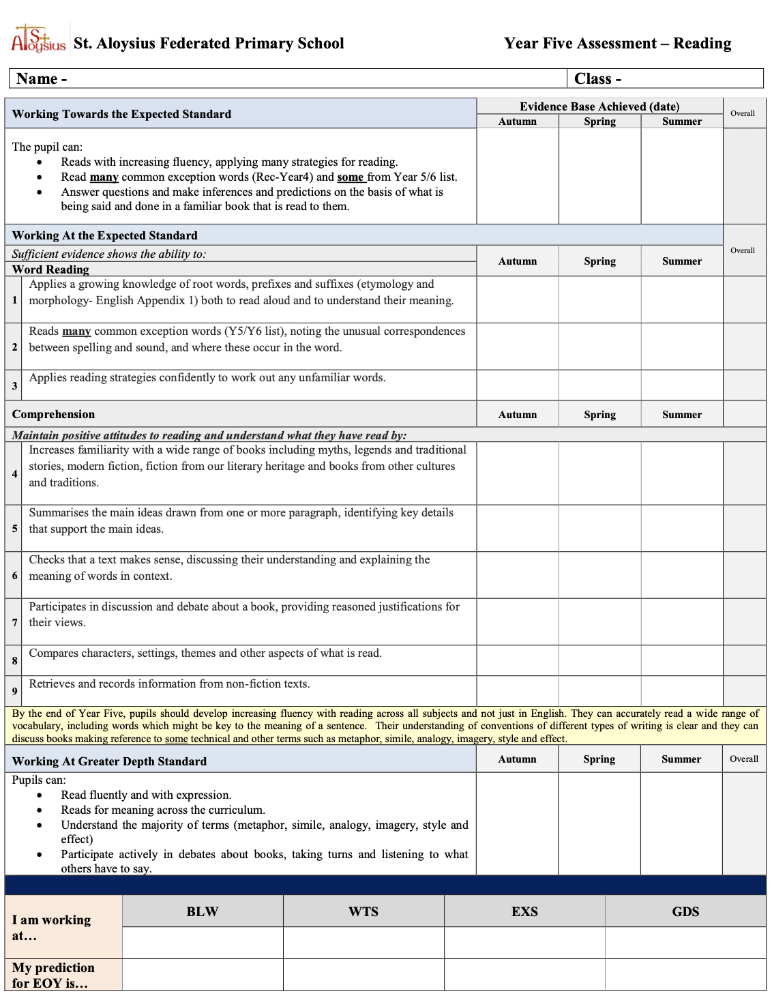 St Aloysius
St. Aloysius Federated Primary School
Year Five Assessment – Reading
Name -
Class -
Working Towards the Expected Standard
Evidence Base Achieved (date)
Overall
Autumn
Spring
Summer
The pupil can:
• Reads with increasing fluency, applying many strategies for reading.
• Read many common exception words (Rec-Year4) and some from Year 5/6 list.
• Answer questions and make inferences and predictions on the basis of what is
being said and done in a familiar book that is read to them.
Working At the Expected Standard
Overall
Sufficient evidence shows the ability to:
Autumn
Spring
Summer
Word Reading
1
Applies a growing knowledge of root words, prefixes and suffixes (etymology and
morphology- English Appendix 1) both to read aloud and to understand their meaning.
2
Reads many common exception words (Y5/Y6 list), noting the unusual correspondences
between spelling and sound, and where these occur in the word.
3
Applies reading strategies confidently to work out any unfamiliar words.
Comprehension
Autumn
Spring
Summer
Maintain positive attitudes to reading and understand what they have read by:
4
Increases familiarity with a wide range of books including myths, legends and traditional
stories, modern fiction, fiction from our literary heritage and books from other cultures
and traditions.
5
Summarises the main ideas drawn from one or more paragraph, identifying key details
that support the main ideas.
6
Checks that a text makes sense, discussing their understanding and explaining the
meaning of words in context.
7
Participates in discussion and debate about a book, providing reasoned justifications for
their views.
8
Compares characters, settings, themes and other aspects of what is read.
9
Retrieves and records information from non-fiction texts.
By the end of Year Five, pupils should develop increasing fluency with reading across all subjects and not just in English. They can accurately read a wide range of
vocabulary, including words which might be key to the meaning of a sentence. Their understanding of conventions of different types of writing is clear and they can
discuss books making reference to some technical and other terms such as metaphor, simile, analogy, imagery, style and effect.
Working At Greater Depth Standard
Autumn
Spring
Summer
Overall
Pupils can:
• Read fluently and with expression.
• Reads for meaning across the curriculum.
• Understand the majority of terms (metaphor, simile, analogy, imagery, style and
effect)
• Participate actively in debates about books, taking turns and listening to what
others have to say.
I am working
at…
BLW
WTS
EXS
GDS
My prediction
for EOY is…